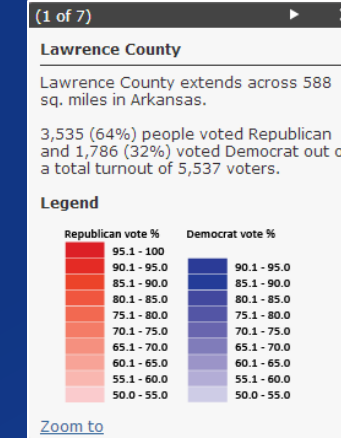 (1 of 7)
Lawrence County
Lawrence County extends across 588
sq. miles in Arkansas.
3,535 (64%) people voted Republican
and 1,786 (32%) voted Democrat out
a total turnout of 5,537 voters.
Legend
Republican vote % Democrat vote %
95.1 - 100
90.1 - 95.0 90.1 - 95.0
85.1 - 90.0 85.1 - 90.0
80.1 - 85.0 80.1 - 85.0
75.1 - 80.0 75.1 - 80.0
70.1 - 75.0 70.1 - 75.0
65.1 - 70.0 65.1 - 70.0
60.1 - 65.0 60.1 - 65.0
55.1 - 60.0 55.1 - 60.0
50.0 - 55.0 50.0 - 55.0
Zoom to